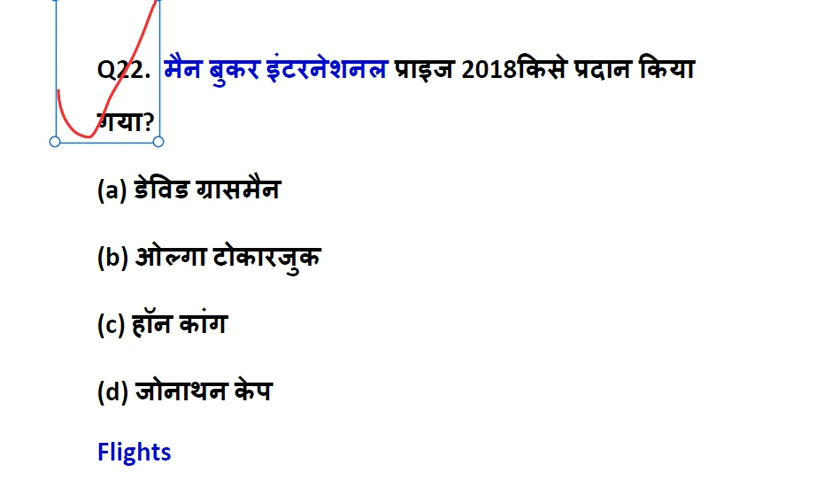 Q22. मैन बुकर इंटरनेशनल प्राइज 2018किसे प्रदान किया
गया?
(a) डेविड ग्रासमैन
(b) ओल्गा टोकारजुक
(c) हॉन कांग
(d) जोनाथन केप
Flights